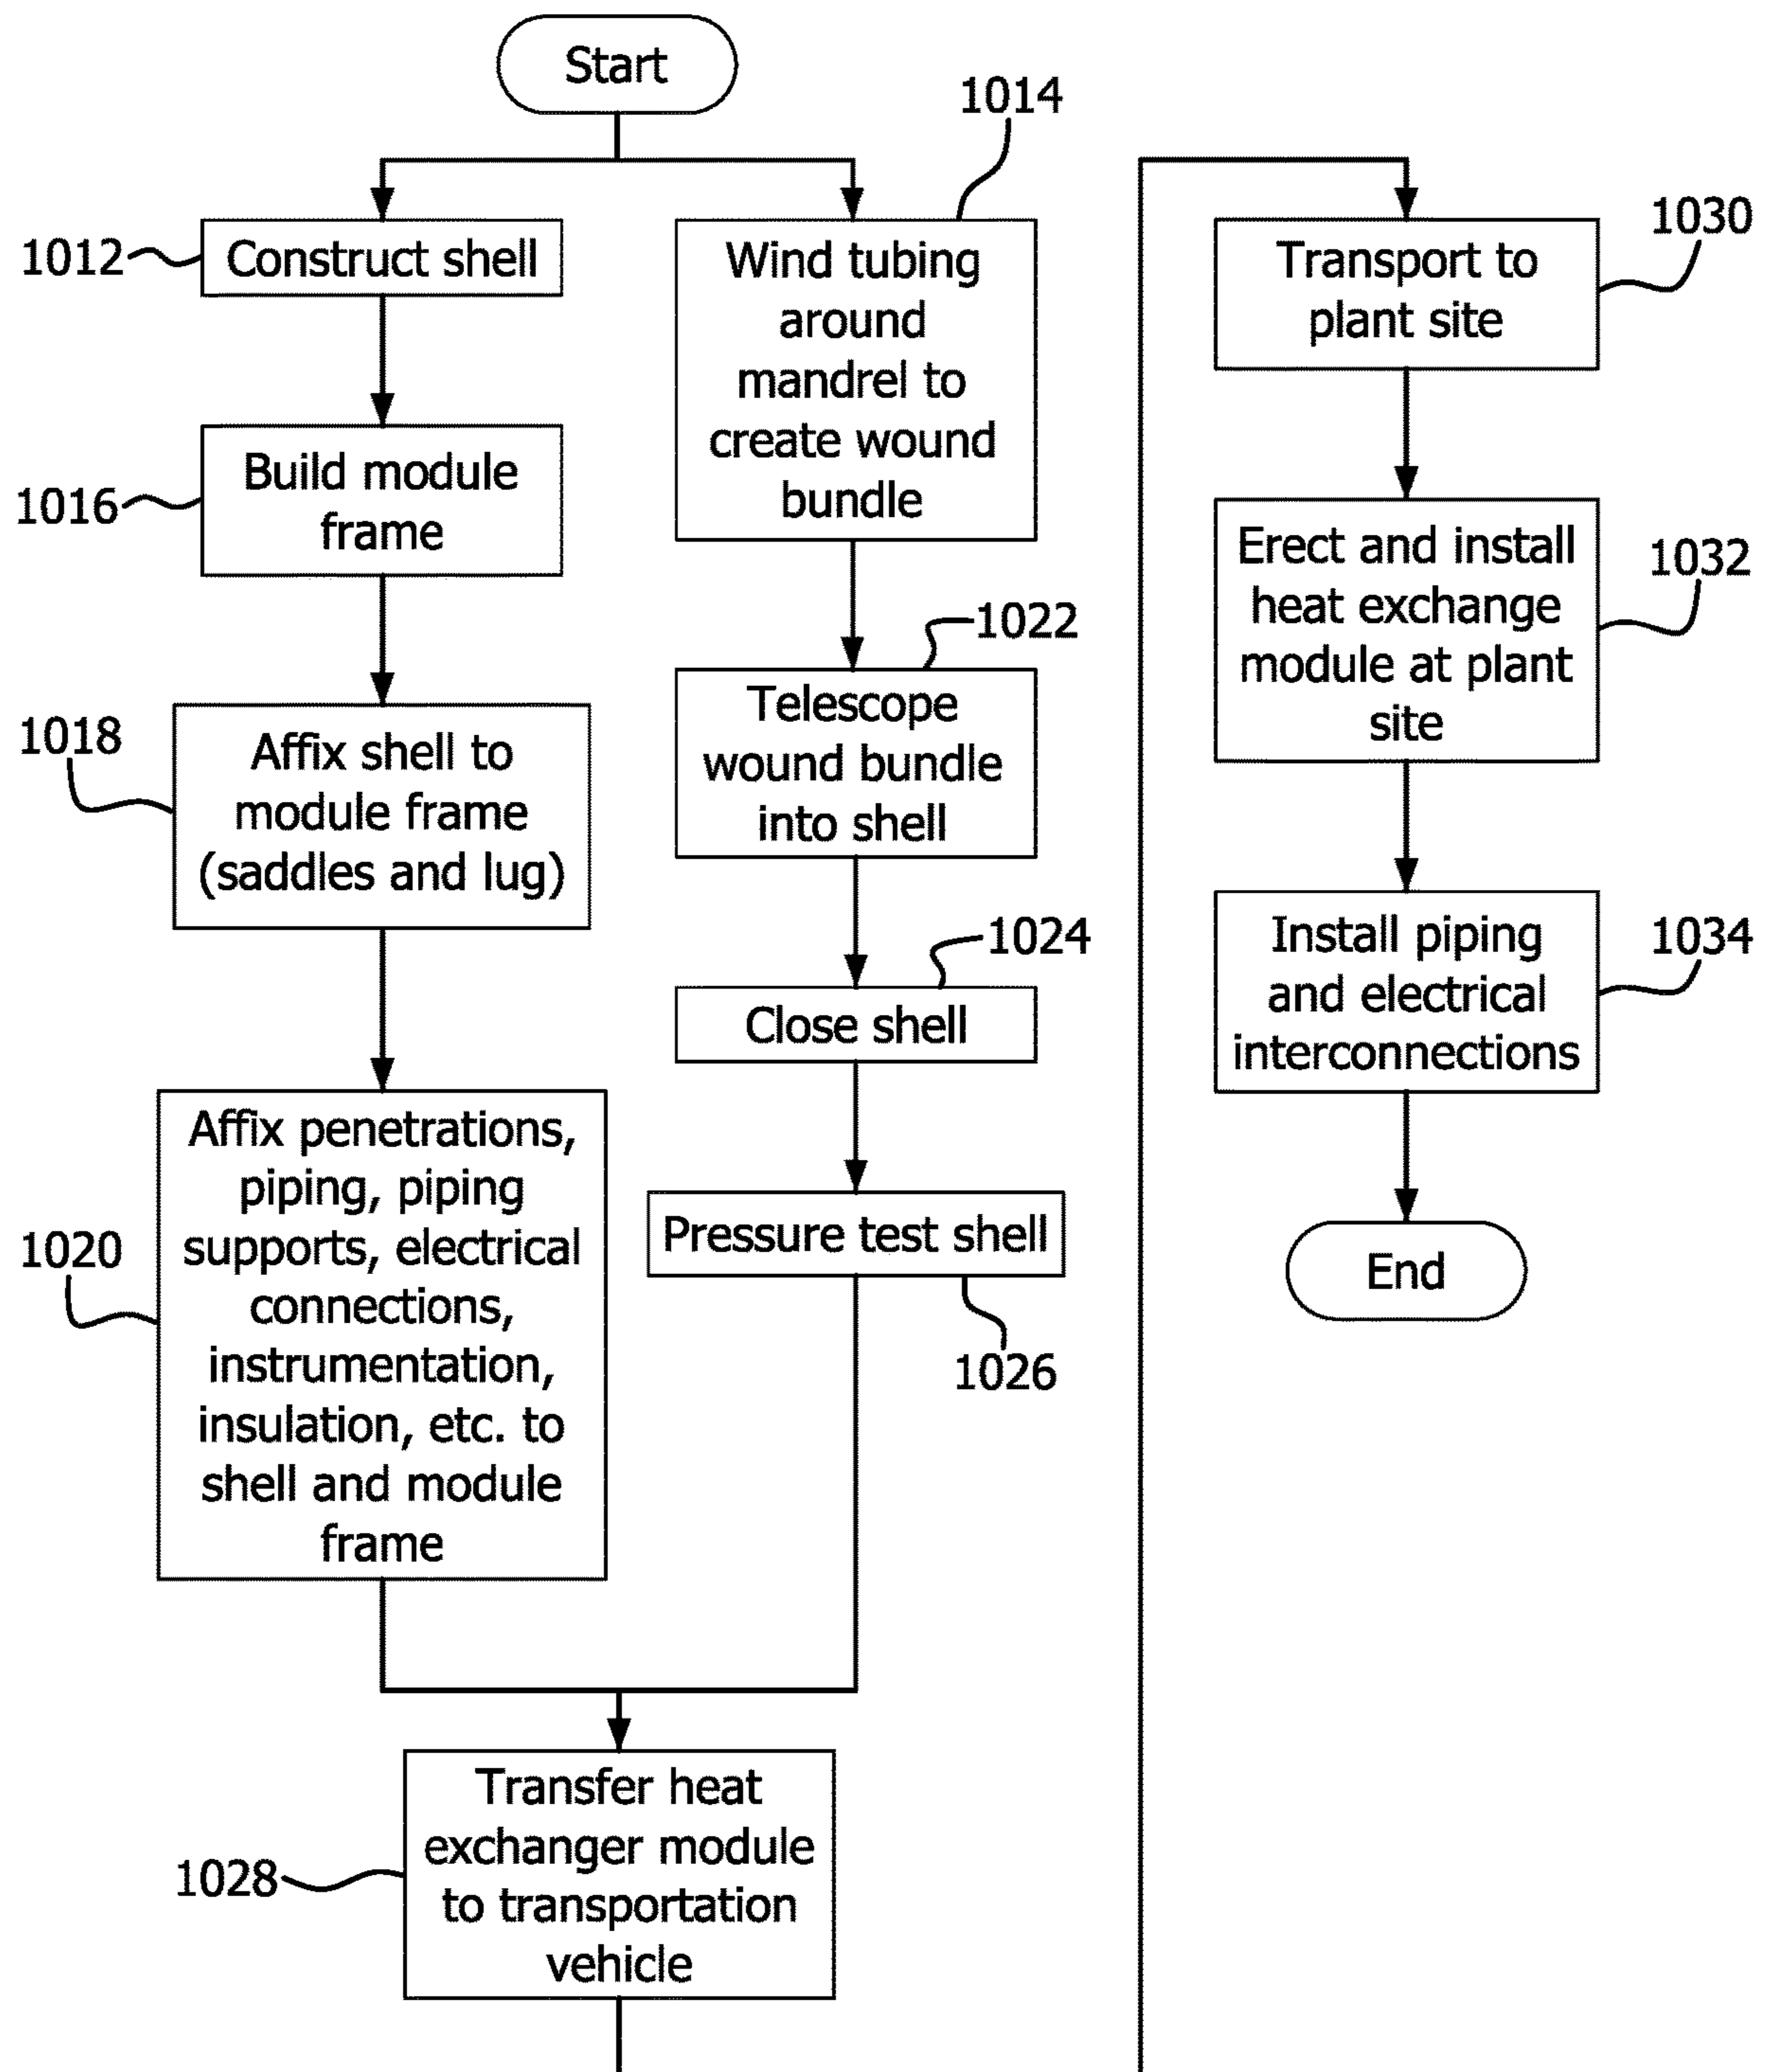 Start
1012
Construct shell
1016
Build module
frame
1018
Affix shell to
module frame
(saddles and lug)
1020
Affix penetrations,
piping, piping
supports, electrical
connections,
instrumentation,
insulation, etc. to
shell and module
frame
1014
Wind tubing
around
mandrel to
create wound
bundle
1022
Telescope
wound bundle
into shell
1024
Close shell
Pressure test shell
1026
1028
Transfer heat
exchanger module
to transportation
vehicle
1030
Transport to
plant site
1032
Erect and install
heat exchange
module at plant
site
1034
Install piping
and electrical
interconnections
End